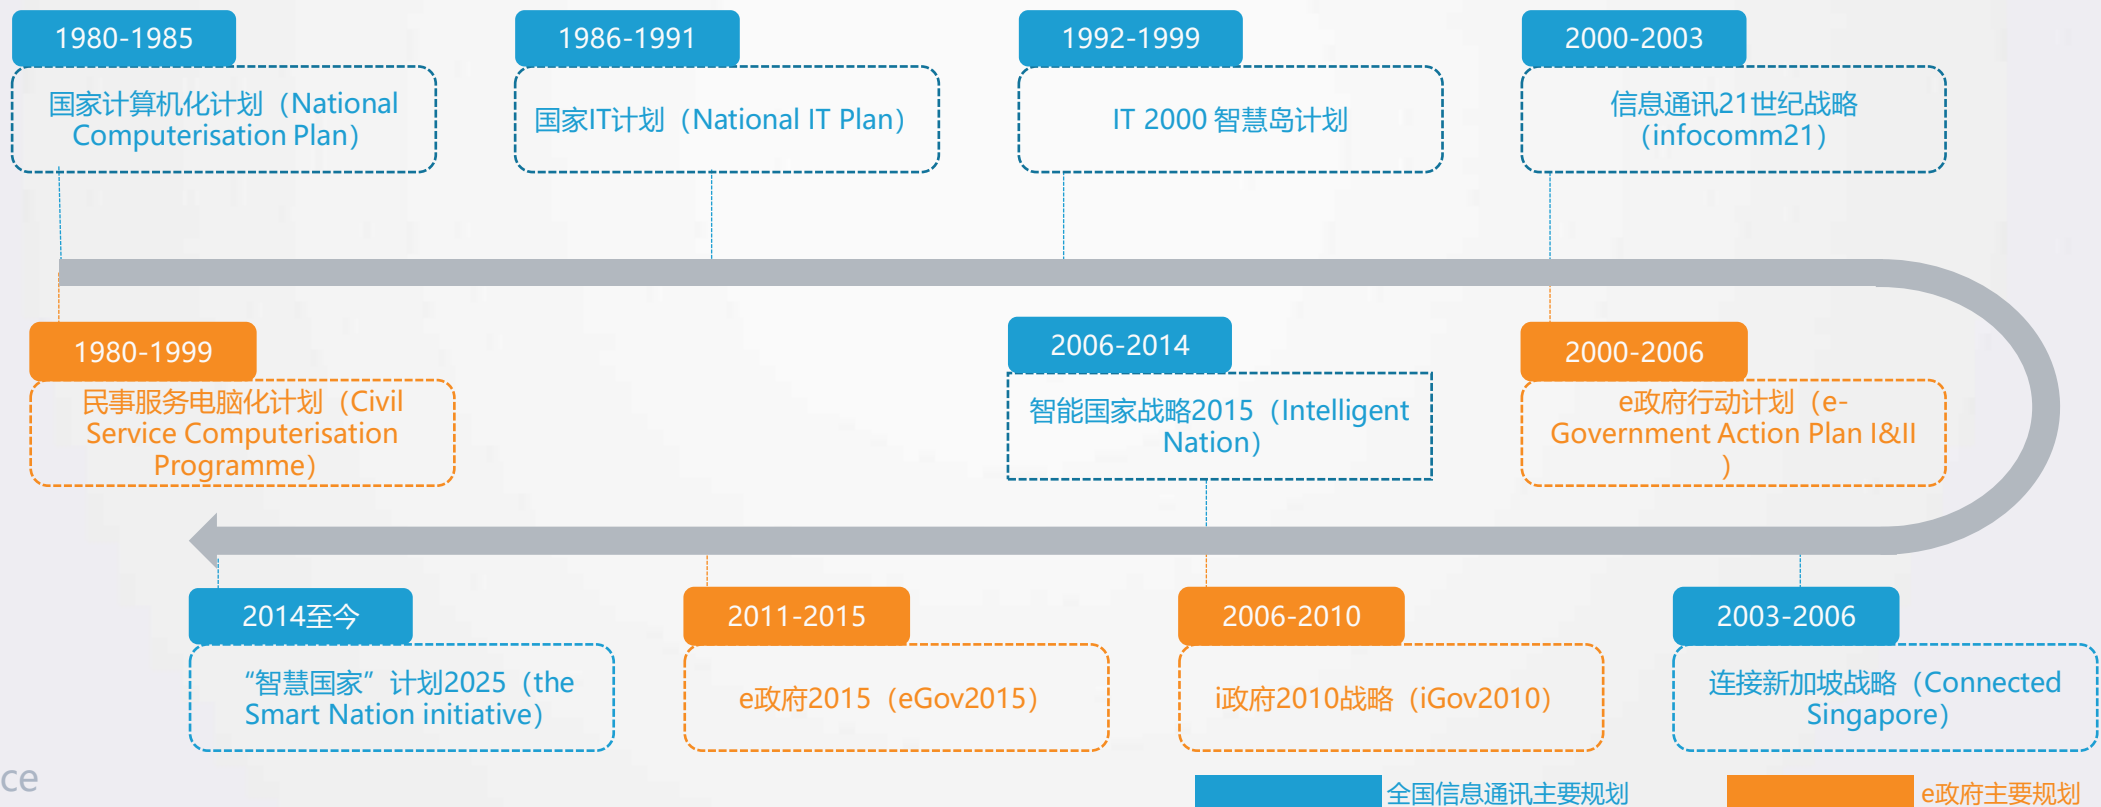 1980-1985
国家计算机化计划（National
Computerisation Plan）
1986-1991
国家IT计划（National IT Plan）
1992-1999
IT 2000 智慧岛计划
2000-2003
信息通讯21世纪战略
（infocomm21）
1980-1999
民事服务电脑化计划（Civil
Service Computerisation
Programme）
2006-2014
智能国家战略2015（Intelligent
Nation）
2000-2006
e政府行动计划（e-
Government Action Plan I&II
）
2014至今
“智慧国家”计划2025（the
Smart Nation initiative）
2011-2015
e政府2015（eGov2015）
2006-2010
i政府2010战略（iGov2010）
2003-2006
连接新加坡战略（Connected
Singapore）
ce
全国信息通讯主要规划
e政府主要规划